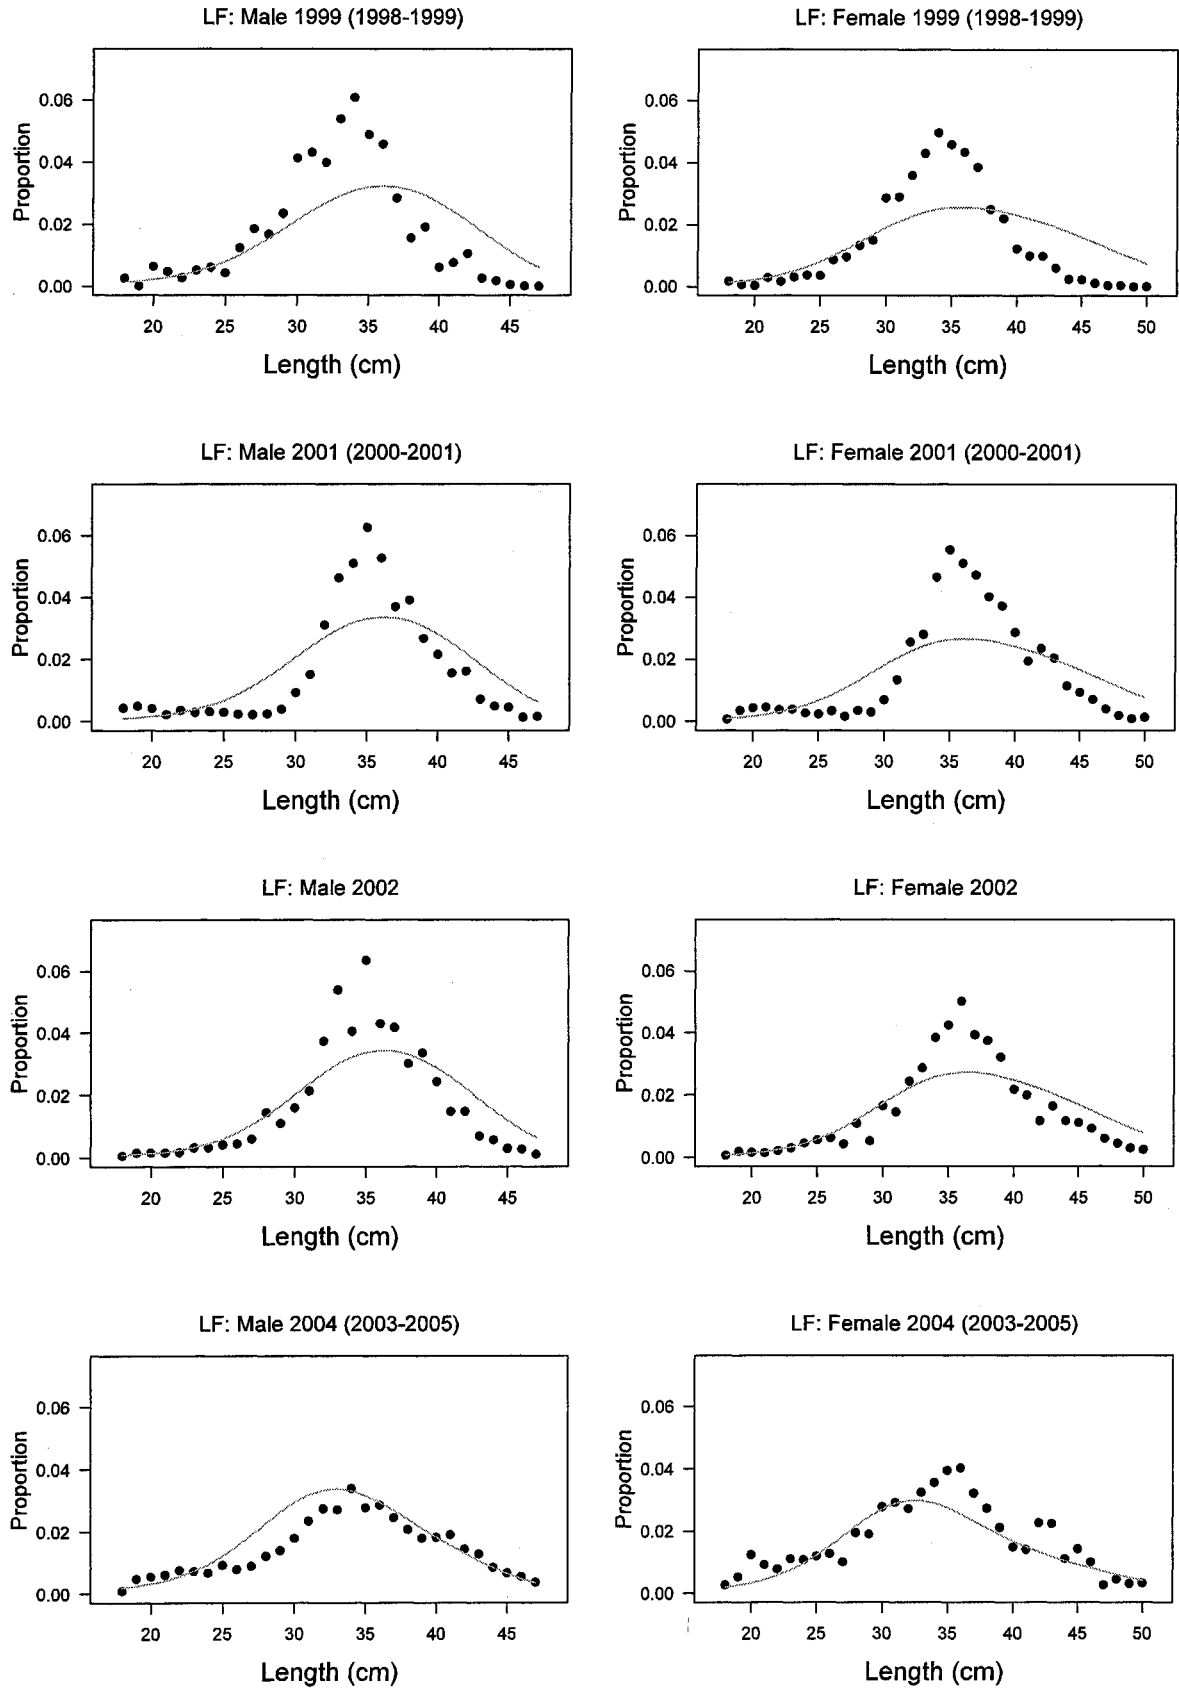 LF: Male 1999 (1998-1999)
Proportion
0.06
0.04
0.02
0.00
20 25 30 35 40 45
Length (cm)
LF: Female 1999 (1998-1999)
Proportion
0.06
0.04
0.02
0.00
20 25 30 35 40 45 50
Length (cm)
LF: Male 2001 (2000-2001)
Proportion
0.06
0.04
0.02
0.00
20 25 30 35 40 45
Length (cm)
LF: Female 2001 (2000-2001)
Proportion
0.06
0.04
0.02
0.00
20 25 30 35 40 45 50
Length (cm)
LF: Male 2002
Proportion
0.06
0.04
0.02
0.00
20 25 30 35 40 45
Length (cm)
LF: Female 2002
Proportion
0.06
0.04
0.02
0.00
20 25 30 35 40 45 50
Length (cm)
LF: Male 2004 (2003-2005)
Proportion
0.06
0.04
0.02
0.00
20 25 30 35 40 45
Length (cm)
LF: Female 2004 (2003-2005)
Proportion
0.06
0.04
0.02
0.00
20 25 30 35 40 45 50
Length (cm)